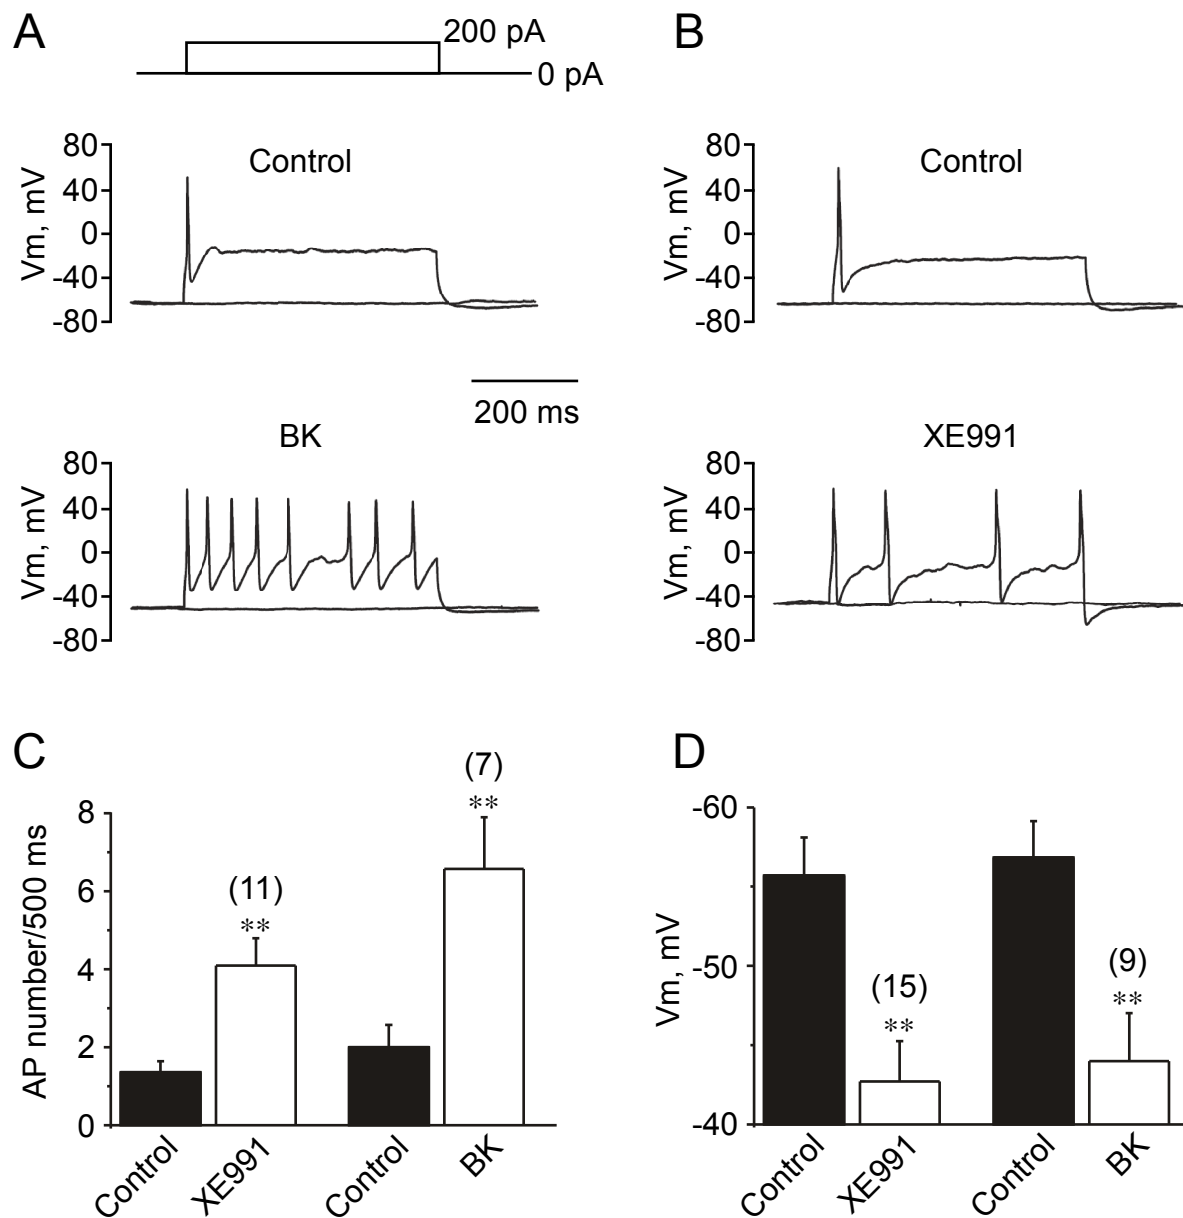 A
200 pA
0 pA
Control
80
40
0
-40
-80
Vm, mV
200 ms
BK
80
40
0
-40
-80
Vm, mV
B
Control
80
40
0
-40
-80
Vm, mV
XE991
80
40
0
-40
-80
Vm, mV
C
(7)
**
(11)
**
8
6
4
2
0
AP number/500 ms
Control
XE991
Control
BK
D
-60
-50
-40
Vm, mV
(15)
**
(9)
**
Control
XE991
Control
BK